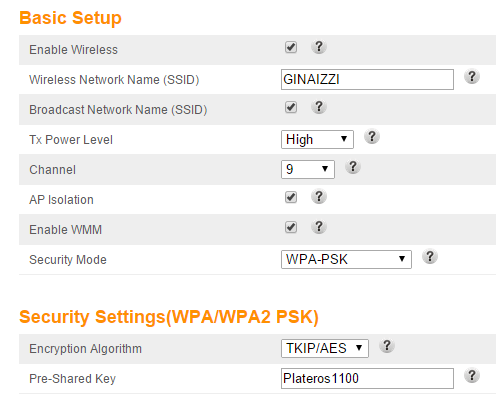 Basic Setup
Enable Wireless ?
Wireless Network Name (SSID) GINAIZZI ?
Broadcast Network Name (SSID) ?
Tx Power Level High ?
Channel 9 ?
AP Isolation ?
Enable WMM ?
Security Mode WPA-PSK ?
Security Settings(WPA/WPA2 PSK)
Encryption Algorithm TKIP/AES ?
Pre-Shared Key Plateros1100 ?